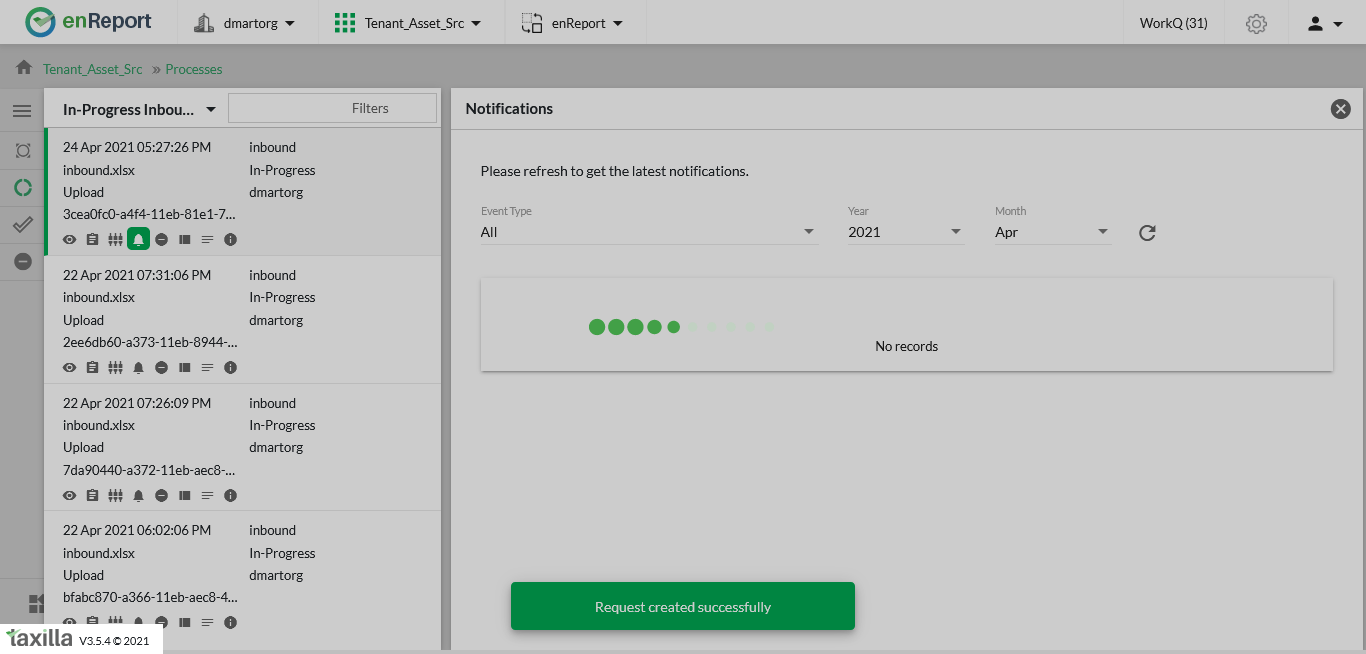 enReport
dmartorg
Tenant_Asset_Src
enReport
WorkQ (31)
Tenant_Asset_Src » Processes
In-Progress Inbou...
Filters
24 Apr 2021 05:27:26 PM
inbound
inbound.xlsx
In-Progress
Upload
dmartorg
3cea0fc0-a4f4-11eb-81e1-7...
22 Apr 2021 07:31:06 PM
inbound
inbound.xlsx
In-Progress
Upload
dmartorg
2ee6db60-a373-11eb-8944-...
22 Apr 2021 07:26:09 PM
inbound
inbound.xlsx
In-Progress
Upload
dmartorg
7da90440-a372-11eb-aec8-...
22 Apr 2021 06:02:06 PM
inbound
inbound.xlsx
In-Progress
Upload
dmartorg
bfabc870-a366-11eb-aec8-4...
Notifications
Please refresh to get the latest notifications.
Event Type
Year
Month
All
2021
Apr
No records
Request created successfully
taxilla V3.5.4 © 2021